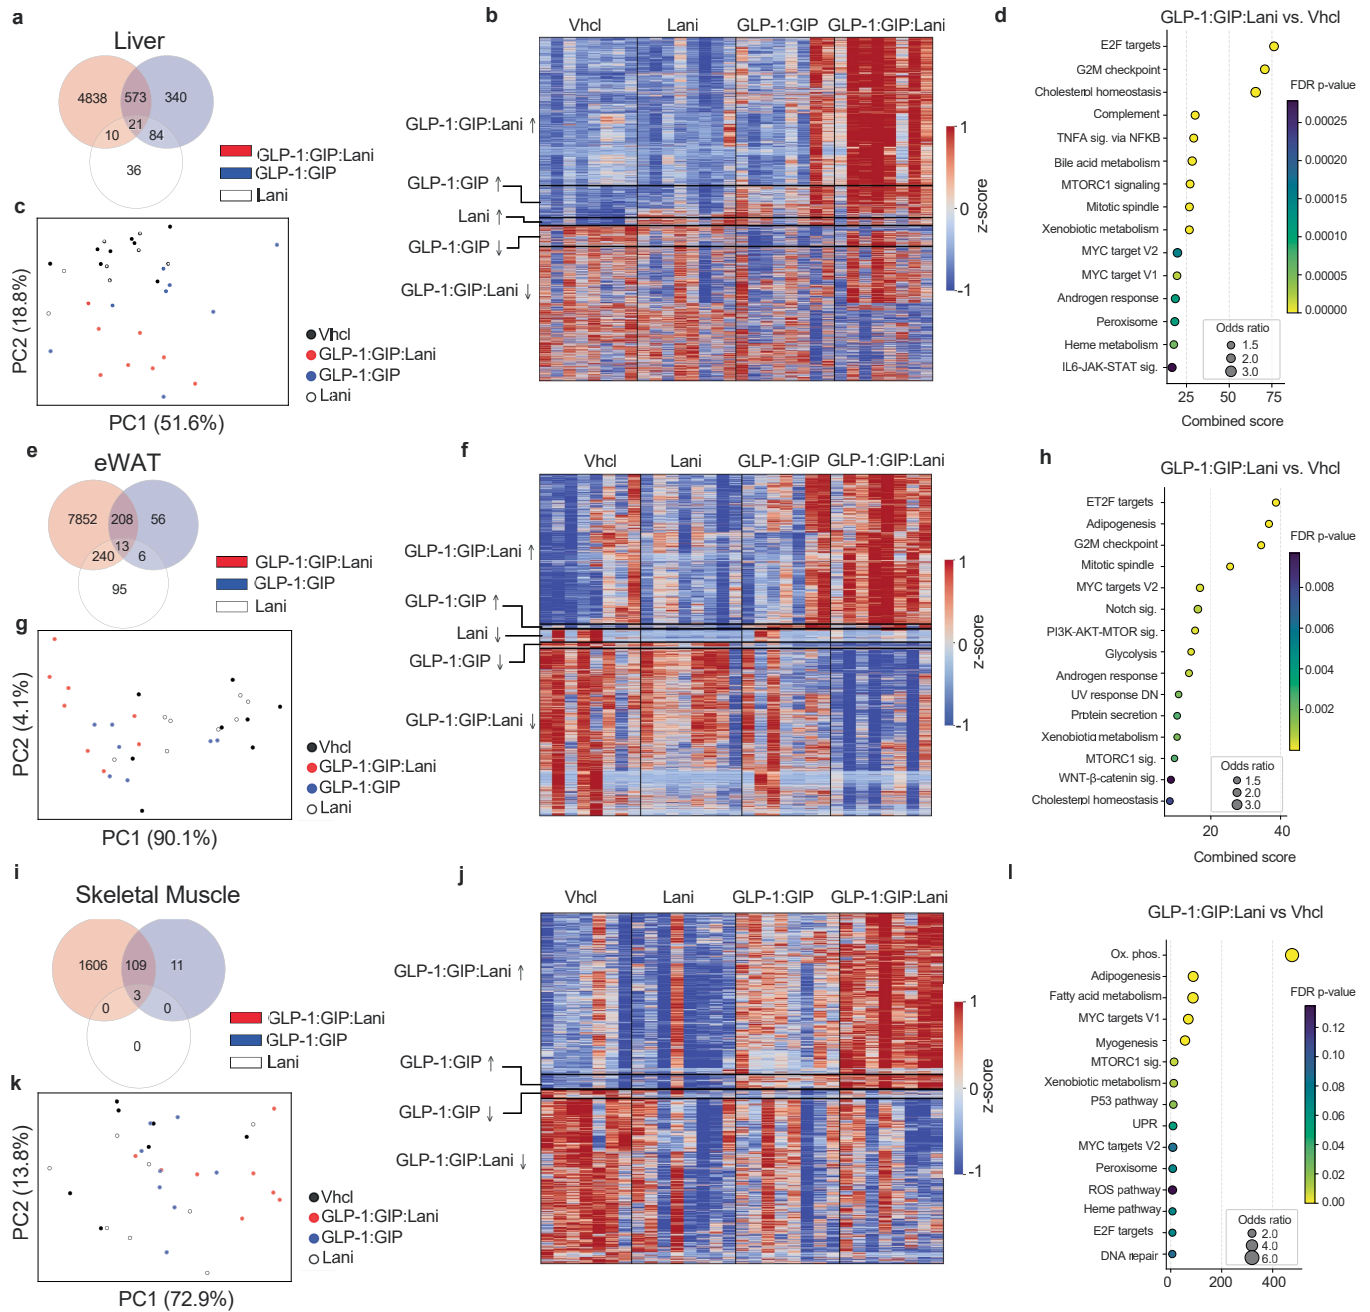 a
Liver
4838
573
340
21
10
84
36
GLP-1:GIP:Lani
GLP-1:GIP
Lani
b
Vhcl
Lani
GLP-1:GIP
GLP-1:GIP:Lani
GLP-1:GIP:Lani ↑
GLP-1:GIP ↑
Lani ↑
GLP-1:GIP ↓
GLP-1:GIP:Lani ↓
1
0
-1
z-score
c
PC2 (18.8%)
PC1 (51.6%)
Vhcl
GLP-1:GIP:Lani
GLP-1:GIP
Lani
d
GLP-1:GIP:Lani vs. Vhcl
E2F targets
G2M checkpoint
Cholesterol homeostasis
Complement
TNFA sig. via NFKB
Bile acid metabolism
MTORC1 signaling
Mitotic spindle
Xenobiotic metabolism
MYC target V2
MYC target V1
Androgen response
Peroxisome
Heme metabolism
IL6-JAK-STAT sig.
Odds ratio
1.5
2.0
3.0
25
50
75
Combined score
FDR p-value
0.00025
0.00020
0.00015
0.00010
0.00005
0.00000
e
eWAT
7852
208
56
13
240
6
95
GLP-1:GIP:Lani
GLP-1:GIP
Lani
f
Vhcl
Lani
GLP-1:GIP
GLP-1:GIP:Lani
GLP-1:GIP:Lani ↑
GLP-1:GIP ↑
Lani ↓
GLP-1:GIP ↓
GLP-1:GIP:Lani ↓
1
0
-1
z-score
g
PC2 (4.1%)
PC1 (90.1%)
Vhcl
GLP-1:GIP:Lani
GLP-1:GIP
Lani
h
GLP-1:GIP:Lani vs. Vhcl
ET2F targets
Adipogenesis
G2M checkpoint
Mitotic spindle
MYC targets V2
Notch sig.
PI3K-AKT-MTOR sig.
Glycolysis
Androgen response
UV response DN
Protein secretion
Xenobiotic metabolism
MTORC1 sig.
WNT-β-catenin sig.
Cholesterol homeostasis
Odds ratio
1.5
2.0
3.0
20
40
Combined score
FDR p-value
0.008
0.006
0.004
0.002
i
Skeletal Muscle
1606
109
11
3
0
0
0
GLP-1:GIP:Lani
GLP-1:GIP
Lani
j
Vhcl
Lani
GLP-1:GIP
GLP-1:GIP:Lani
GLP-1:GIP:Lani ↑
GLP-1:GIP ↑
GLP-1:GIP ↓
GLP-1:GIP:Lani ↓
1
0
-1
z-score
k
PC2 (13.8%)
PC1 (72.9%)
Vhcl
GLP-1:GIP:Lani
GLP-1:GIP
Lani
l
GLP-1:GIP:Lani vs Vhcl
Ox. phos.
Adipogenesis
Fatty acid metabolism
MYC targets V1
Myogenesis
MTORC1 sig.
Xenobiotic metabolism
P53 pathway
UPR
MYC targets V2
Peroxisome
ROS pathway
Heme pathway
E2F targets
DNA repair
Odds ratio
2.0
4.0
6.0
0
200
400
FDR p-value
0.12
0.10
0.08
0.06
0.04
0.02
0.00